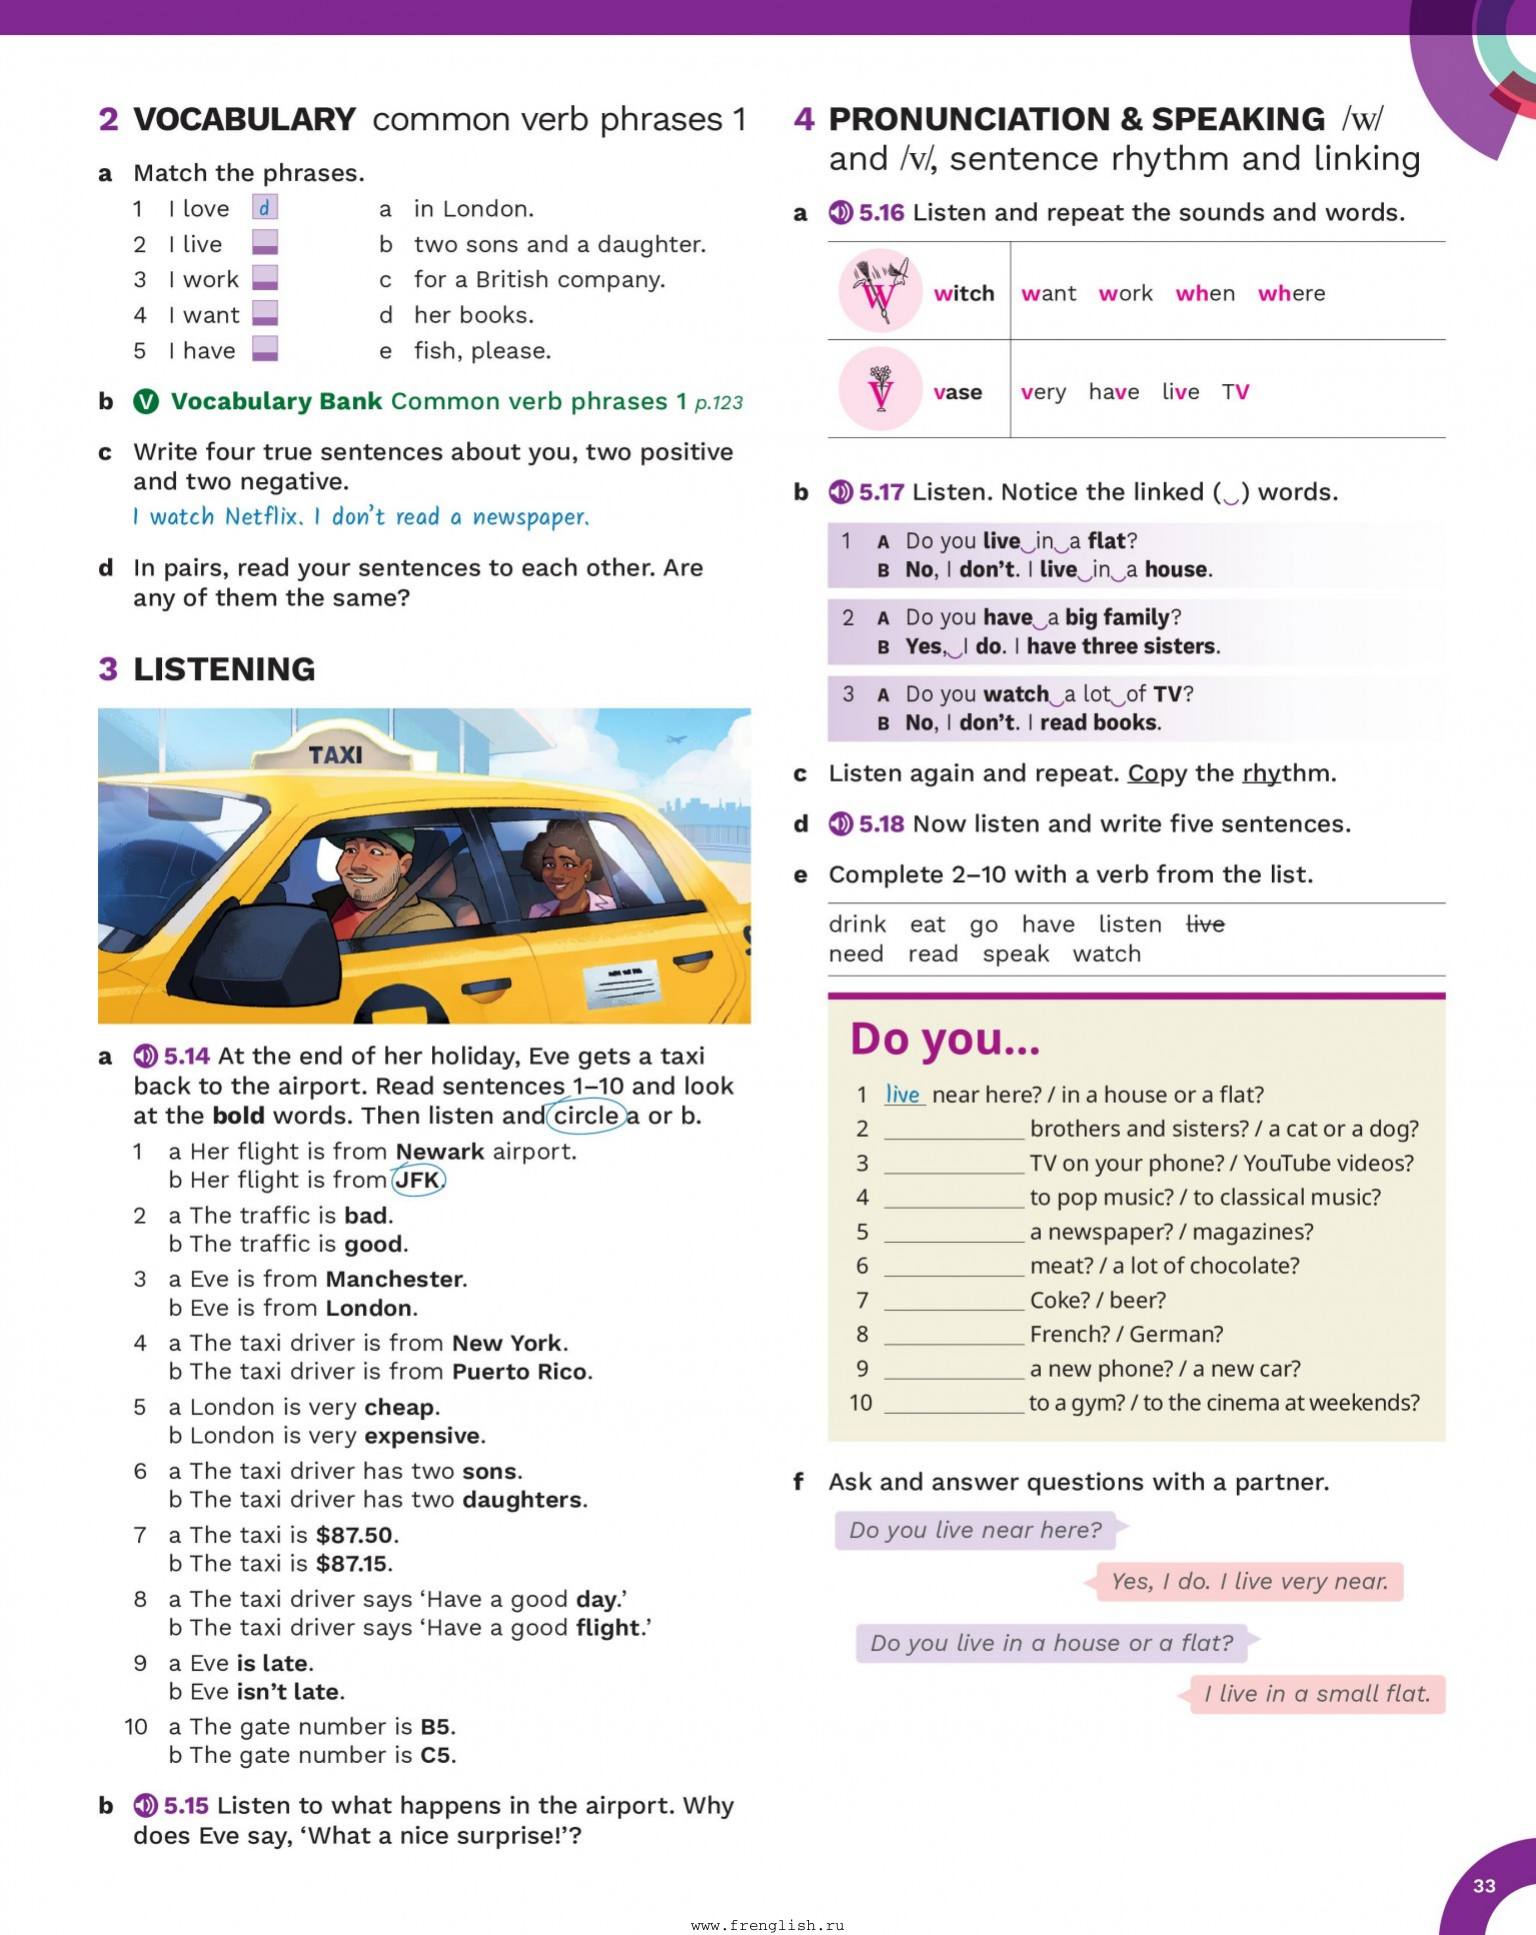 2 VOCABULARY common verb phrases 1
a Match the phrases.
1 I love d a in London.
2 I live b two sons and a daughter.
3 I work c for a British company.
4 I want d her books.
5 I have e fish, please.
b V Vocabulary Bank Common verb phrases 1 p.123
c Write four true sentences about you, two positive
and two negative.
I watch Netflix. I don't read a newspaper.
d In pairs, read your sentences to each other. Are
any of them the same?
3 LISTENING
TAXI
a 5.14 At the end of her holiday, Eve gets a taxi
back to the airport. Read sentences 1–10 and look
at the bold words. Then listen and circle a or b.
1 a Her flight is from Newark airport.
b Her flight is from JFK.
2 a The traffic is bad.
b The traffic is good.
3 a Eve is from Manchester.
b Eve is from London.
4 a The taxi driver is from New York.
b The taxi driver is from Puerto Rico.
5 a London is very cheap.
b London is very expensive.
6 a The taxi driver has two sons.
b The taxi driver has two daughters.
7 a The taxi is $87.50.
b The taxi is $87.15.
8 a The taxi driver says 'Have a good day.'
b The taxi driver says 'Have a good flight.'
9 a Eve is late.
b Eve isn't late.
10 a The gate number is B5.
b The gate number is C5.
b 5.15 Listen to what happens in the airport. Why
does Eve say, 'What a nice surprise!'?
4 PRONUNCIATION & SPEAKING /w/
and /v/, sentence rhythm and linking
a 5.16 Listen and repeat the sounds and words.
W witch want work when where
V vase very have live TV
b 5.17 Listen. Notice the linked (‿) words.
1 A Do you live‿in‿a flat?
B No, I don't. I live‿in‿a house.
2 A Do you have‿a big family?
B Yes,‿I do. I have three sisters.
3 A Do you watch‿a lot‿of TV?
B No, I don't. I read books.
c Listen again and repeat. Copy the rhythm.
d 5.18 Now listen and write five sentences.
e Complete 2–10 with a verb from the list.
drink eat go have listen live
need read speak watch
Do you...
1 live near here? / in a house or a flat?
2 ____________ brothers and sisters? / a cat or a dog?
3 ____________ TV on your phone? / YouTube videos?
4 ____________ to pop music? / to classical music?
5 ____________ a newspaper? / magazines?
6 ____________ meat? / a lot of chocolate?
7 ____________ Coke? / beer?
8 ____________ French? / German?
9 ____________ a new phone? / a new car?
10 ____________ to a gym? / to the cinema at weekends?
f Ask and answer questions with a partner.
Do you live near here?
Yes, I do. I live very near.
Do you live in a house or a flat?
I live in a small flat.
33
www.frenglish.ru